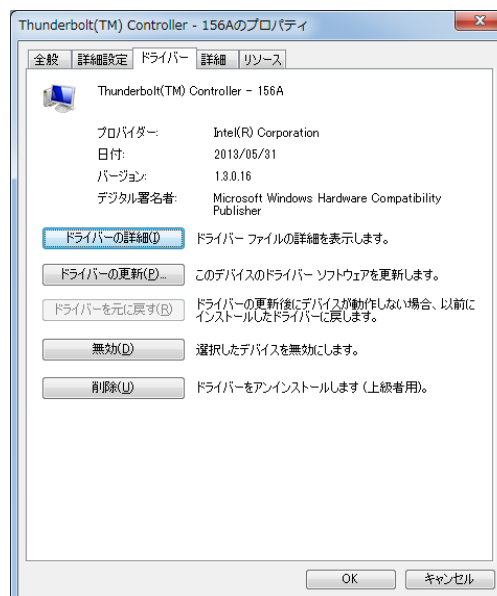 Thunderbolt(TM) Controller - 156Aのプロパティ
全般 詳細設定 ドライバー 詳細 リソース
Thunderbolt(TM) Controller - 156A
プロバイダー: Intel(R) Corporation
日付: 2013/05/31
バージョン: 1.3.0.16
デジタル署名者: Microsoft Windows Hardware Compatibility
Publisher
ドライバーの詳細(I) ドライバー ファイルの詳細を表示します。
ドライバーの更新(P)... このデバイスのドライバー ソフトウェアを更新します。
ドライバーを元に戻す(R) ドライバーの更新後にデバイスが動作しない場合、以前に
インストールしたドライバーに戻します。
無効(D) 選択したデバイスを無効にします。
削除(U) ドライバーをアンインストールします (上級者用)。
OK キャンセル